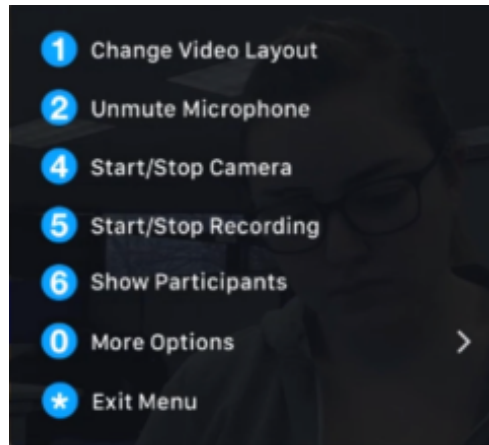 1 Change Video Layout
2 Unmute Microphone
4 Start/Stop Camera
5 Start/Stop Recording
6 Show Participants
0 More Options >
* Exit Menu